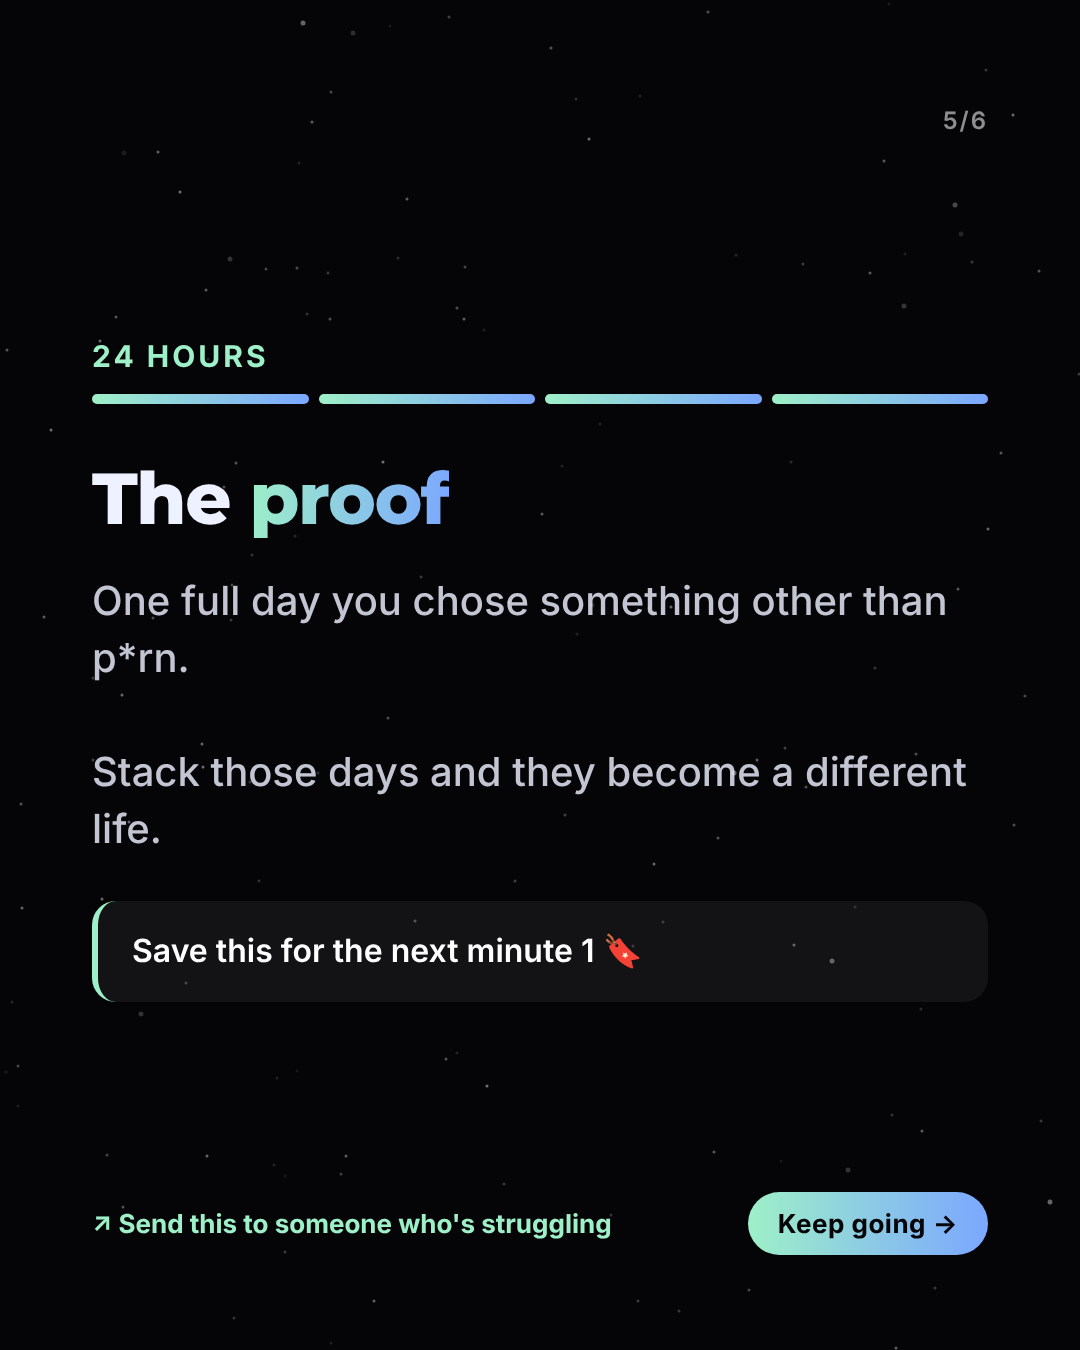 5/6
24 HOURS
The proof
One full day you chose something other than
p*rn.
Stack those days and they become a different
life.
Save this for the next minute 1 🔖
↗ Send this to someone who's struggling
Keep going →